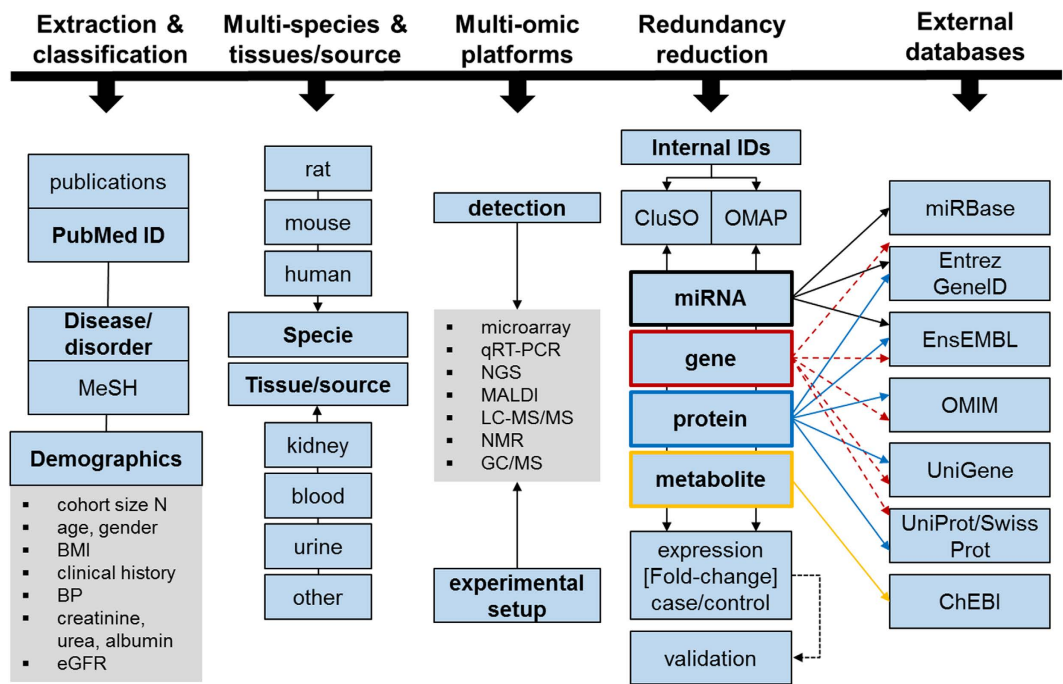 Extraction &
classification
Multi-species &
tissues/source
Multi-omic
platforms
Redundancy
reduction
External
databases
publications
PubMed ID
Disease/
disorder
MeSH
Demographics
▪ cohort size N
▪ age, gender
▪ BMI
▪ clinical history
▪ BP
▪ creatinine,
urea, albumin
▪ eGFR
rat
mouse
human
Specie
Tissue/source
kidney
blood
urine
other
detection
▪ microarray
▪ qRT-PCR
▪ NGS
▪ MALDI
▪ LC-MS/MS
▪ NMR
▪ GC/MS
experimental
setup
Internal IDs
CluSO
OMAP
miRNA
gene
protein
metabolite
expression
[Fold-change]
case/control
validation
miRBase
Entrez
GeneID
EnsEMBL
OMIM
UniGene
UniProt/Swiss
Prot
ChEBI